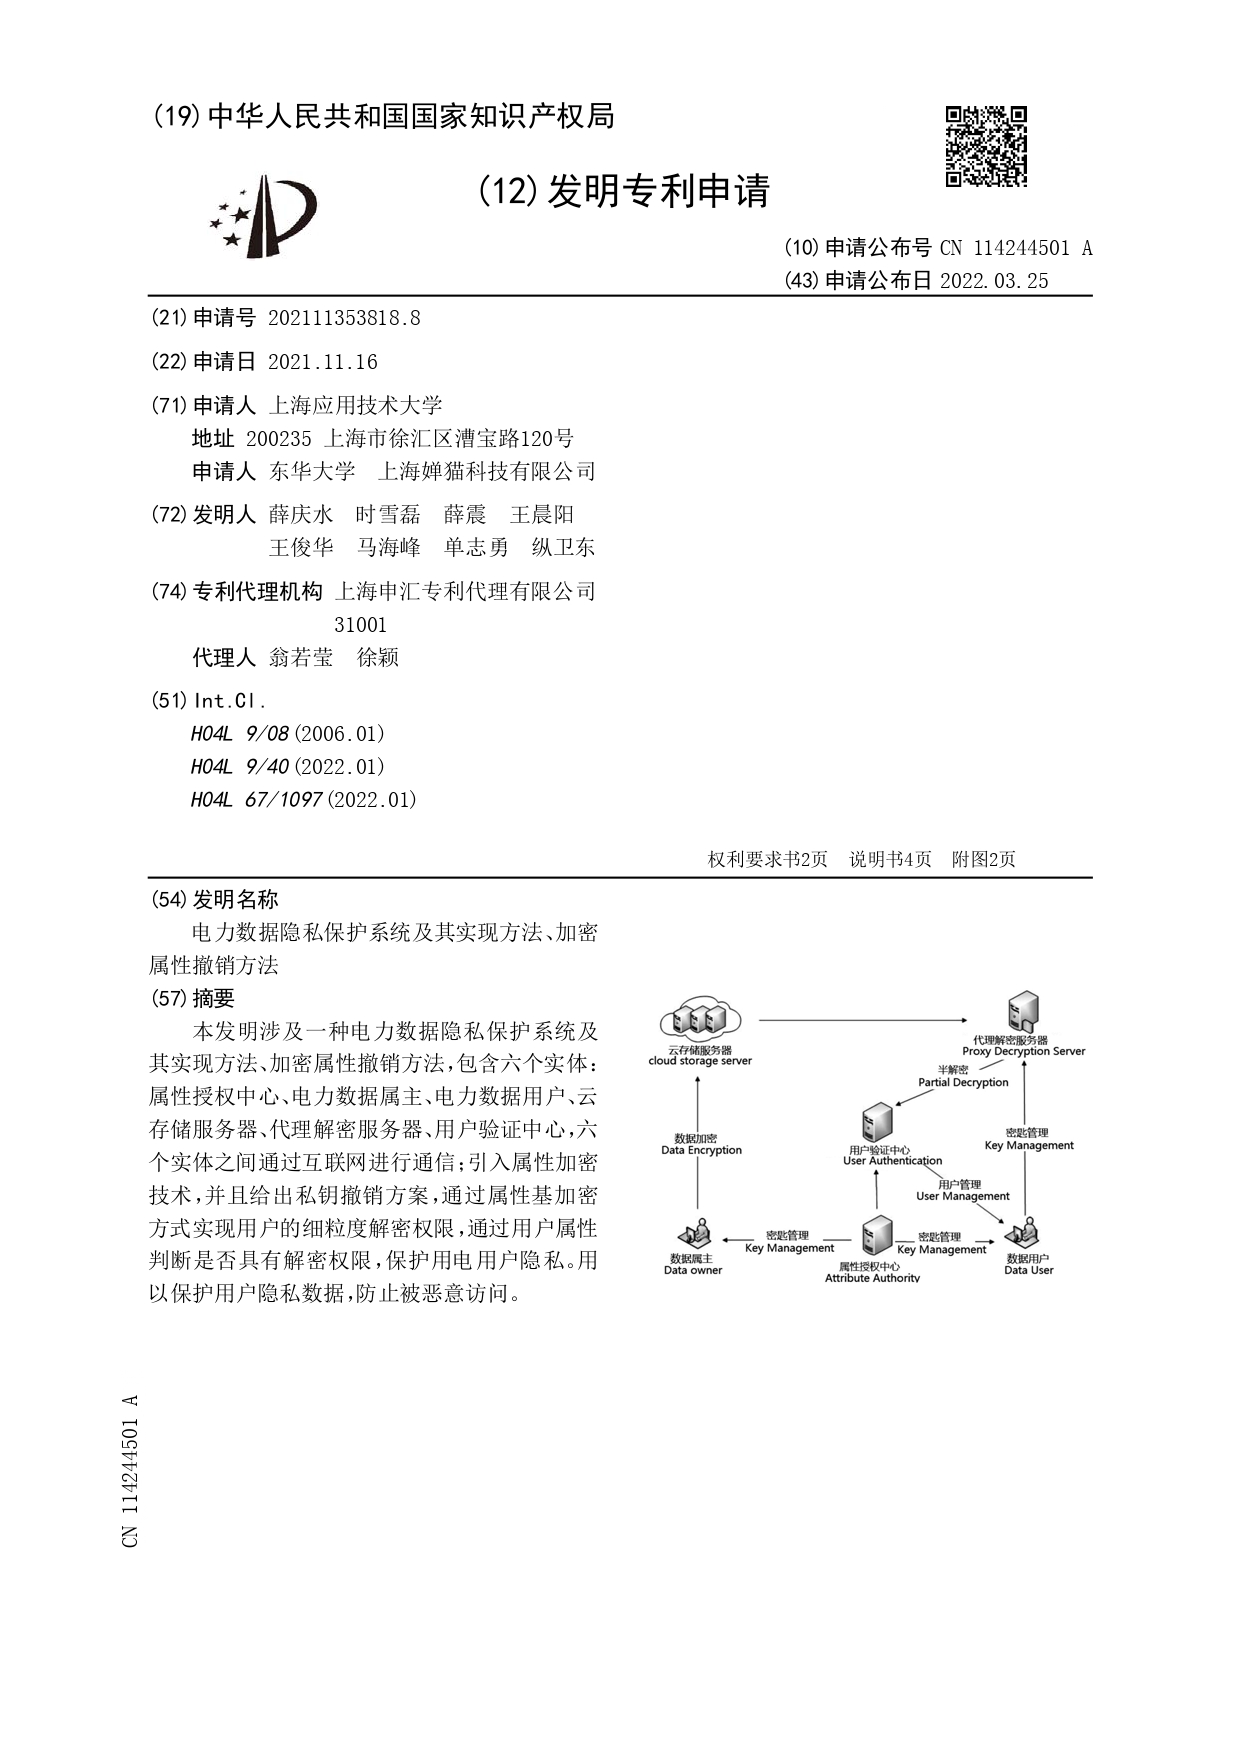 (19)中华人民共和国国家知识产权局
(12)发明专利申请
(10)申请公布号 CN 114244501 A
(43)申请公布日 2022.03.25
(21)申请号 202111353818.8
(22)申请日 2021.11.16
(71)申请人 上海应用技术大学
地址 200235 上海市徐汇区漕宝路120号
申请人 东华大学 上海婵猫科技有限公司
(72)发明人 薛庆水 时雪磊 薛震 王晨阳
王俊华 马海峰 单志勇 纵卫东
(74)专利代理机构 上海申汇专利代理有限公司
31001
代理人 翁若莹 徐颖
(51)Int.Cl.
H04L 9/08(2006.01)
H04L 9/40(2022.01)
H04L 67/1097(2022.01)
权利要求书2页 说明书4页 附图2页
(54)发明名称
电力数据隐私保护系统及其实现方法、加密
属性撤销方法
(57)摘要
本发明涉及一种电力数据隐私保护系统及
其实现方法、加密属性撤销方法,包含六个实体:
属性授权中心、电力数据属主、电力数据用户、云
存储服务器、代理解密服务器、用户验证中心,六
个实体之间通过互联网进行通信;引入属性加密
技术,并且给出私钥撤销方案,通过属性基加密
方式实现用户的细粒度解密权限,通过用户属性
判断是否具有解密权限,保护用电用户隐私。用
以保护用户隐私数据,防止被恶意访问。
云存储服务器
cloud storage server
代理解密服务器
Proxy Decryption Server
半解密
Partial Decryption
数据加密
Data Encryption
用户验证中心
User Authentication
密匙管理
Key Management
用户管理
User Management
数据属主
Data owner
密匙管理
Key Management
属性授权中心
Attribute Authority
密匙管理
Key Management
数据用户
Data User
CN 114244501 A